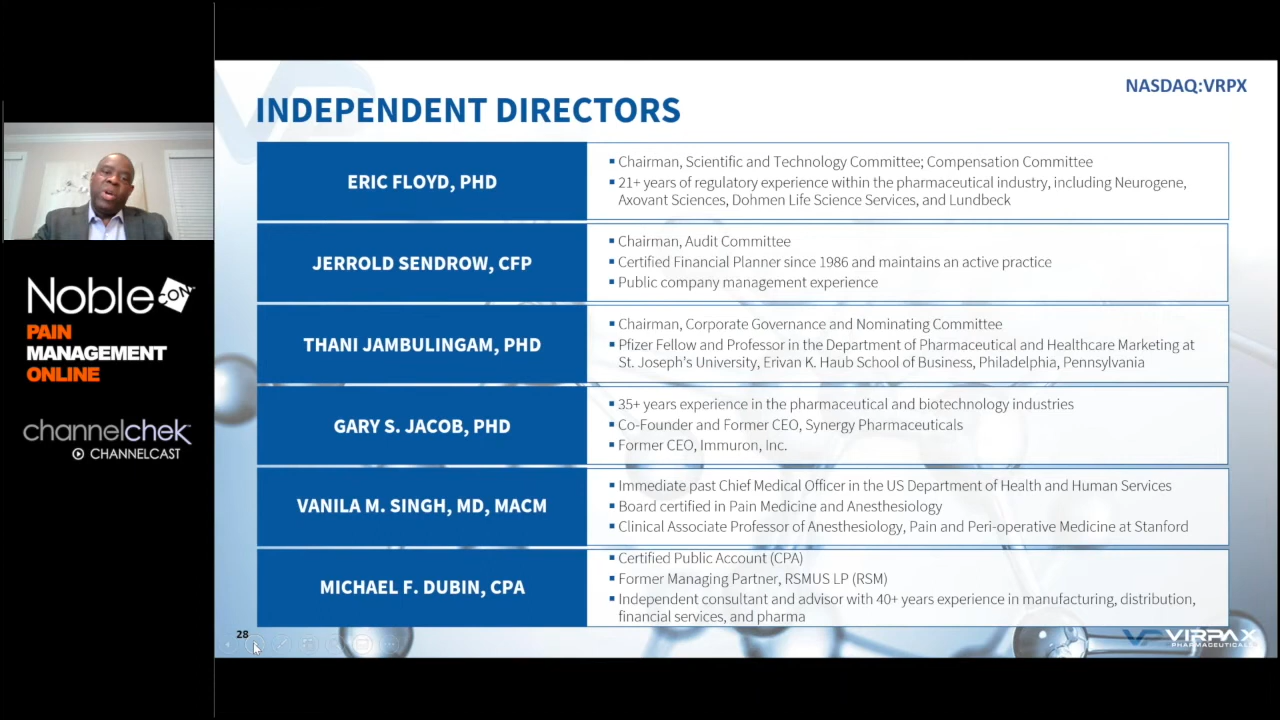 NASDAQ:VRPX
INDEPENDENT DIRECTORS
ERIC FLOYD, PHD
▪ Chairman, Scientific and Technology Committee; Compensation Committee
▪ 21+ years of regulatory experience within the pharmaceutical industry, including Neurogene,
Axovant Sciences, Dohmen Life Science Services, and Lundbeck
JERROLD SENDROW, CFP
▪ Chairman, Audit Committee
▪ Certified Financial Planner since 1986 and maintains an active practice
▪ Public company management experience
THANI JAMBULINGAM, PHD
▪ Chairman, Corporate Governance and Nominating Committee
▪ Pfizer Fellow and Professor in the Department of Pharmaceutical and Healthcare Marketing at
St. Joseph's University, Erivan K. Haub School of Business, Philadelphia, Pennsylvania
GARY S. JACOB, PHD
▪ 35+ years experience in the pharmaceutical and biotechnology industries
▪ Co-Founder and Former CEO, Synergy Pharmaceuticals
▪ Former CEO, Immuron, Inc.
VANILA M. SINGH, MD, MACM
▪ Immediate past Chief Medical Officer in the US Department of Health and Human Services
▪ Board certified in Pain Medicine and Anesthesiology
▪ Clinical Associate Professor of Anesthesiology, Pain and Peri-operative Medicine at Stanford
MICHAEL F. DUBIN, CPA
▪ Certified Public Account (CPA)
▪ Former Managing Partner, RSMUS LP (RSM)
▪ Independent consultant and advisor with 40+ years experience in manufacturing, distribution,
financial services, and pharma
28
VP VIRPAX
PHARMACEUTICALS
Noble CON
PAIN
MANAGEMENT
ONLINE
channelchek
CHANNELCAST